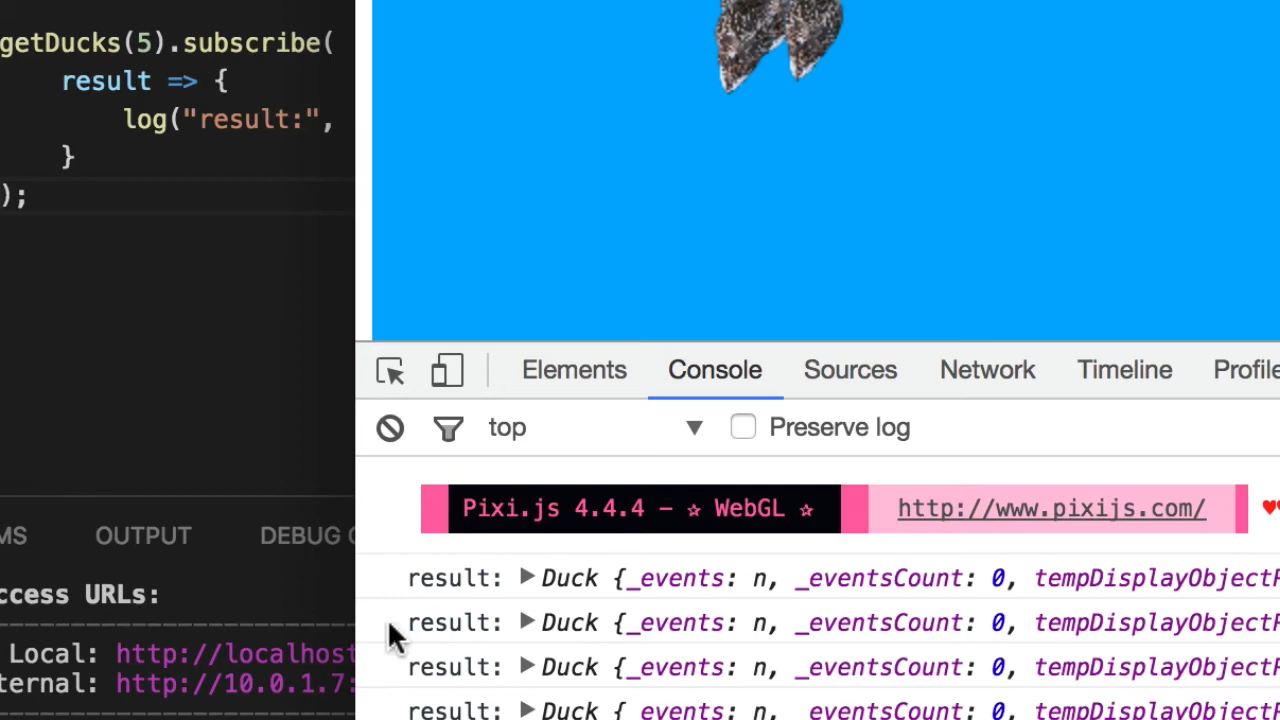 getDucks(5).subscribe(
result => {
log("result:",
}
);
MS OUTPUT DEBUG
ccess URLs:
Local: http://localhost
ternal: http://10.0.1.7:
Elements Console Sources Network Timeline Profile
top Preserve log
Pixi.js 4.4.4 - ✰ WebGL ✰ http://www.pixijs.com/ ♥
result: ▶ Duck {_events: n, _eventsCount: 0, tempDisplayObjectP
result: ▶ Duck {_events: n, _eventsCount: 0, tempDisplayObjectP
result: ▶ Duck {_events: n, _eventsCount: 0, tempDisplayObjectP
result: ▶ Duck {_events: n, _eventsCount: 0, tempDisplayObjectP